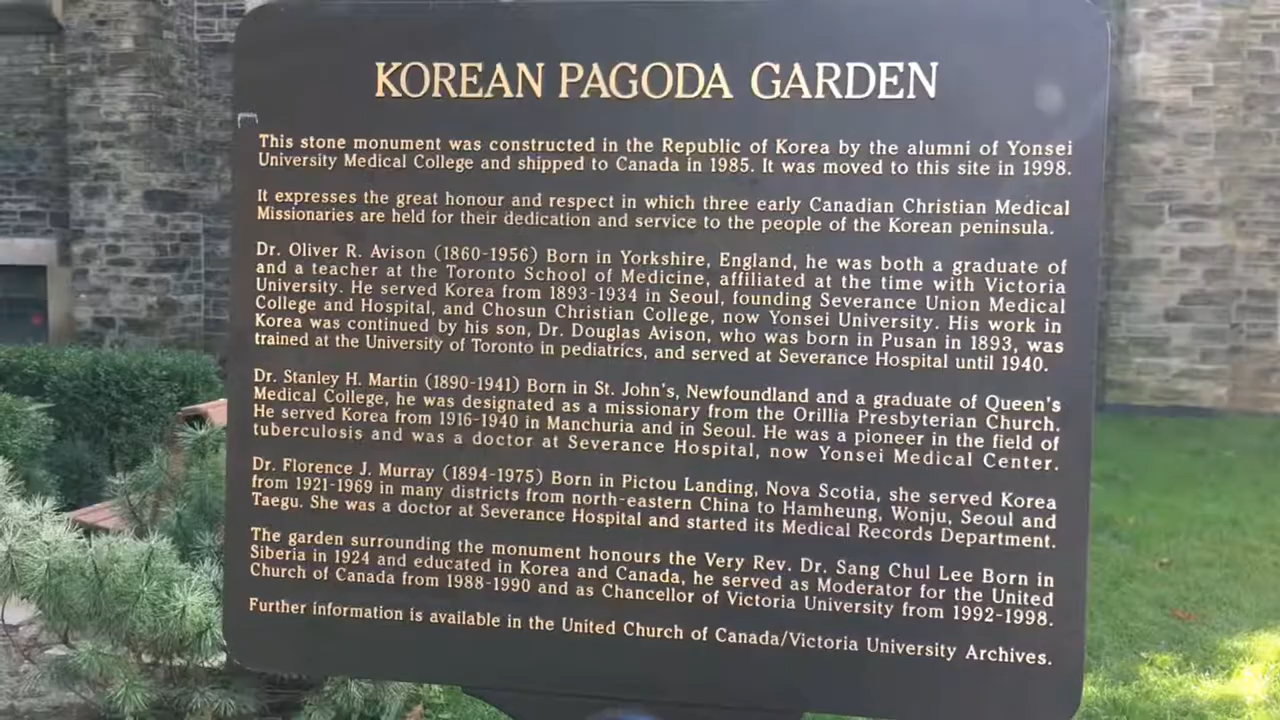 KOREAN PAGODA GARDEN
This stone monument was constructed in the Republic of Korea by the alumni of Yonsei
University Medical College and shipped to Canada in 1985. It was moved to this site in 1998.
It expresses the great honour and respect in which three early Canadian Christian Medical
Missionaries are held for their dedication and service to the people of the Korean peninsula.
Dr. Oliver R. Avison (1860-1956) Born in Yorkshire, England, he was both a graduate of
and a teacher at the Toronto School of Medicine, affiliated at the time with Victoria
University. He served Korea from 1893-1934 in Seoul, founding Severance Union Medical
College and Hospital, and Chosun Christian College, now Yonsei University. His work in
Korea was continued by his son, Dr. Douglas Avison, who was born in Pusan in 1893, was
trained at the University of Toronto in pediatrics, and served at Severance Hospital until 1940.
Dr. Stanley H. Martin (1890-1941) Born in St. John's, Newfoundland and a graduate of Queen's
Medical College, he was designated as a missionary from the Orillia Presbyterian Church.
He served Korea from 1916-1940 in Manchuria and in Seoul. He was a pioneer in the field of
tuberculosis and was a doctor at Severance Hospital, now Yonsei Medical Center.
Dr. Florence J. Murray (1894-1975) Born in Pictou Landing, Nova Scotia, she served Korea
from 1921-1969 in many districts from north-eastern China to Hamheung, Wonju, Seoul and
Taegu. She was a doctor at Severance Hospital and started its Medical Records Department.
The garden surrounding the monument honours the Very Rev. Dr. Sang Chul Lee Born in
Siberia in 1924 and educated in Korea and Canada, he served as Moderator for the United
Church of Canada from 1988-1990 and as Chancellor of Victoria University from 1992-1998.
Further information is available in the United Church of Canada/Victoria University Archives.